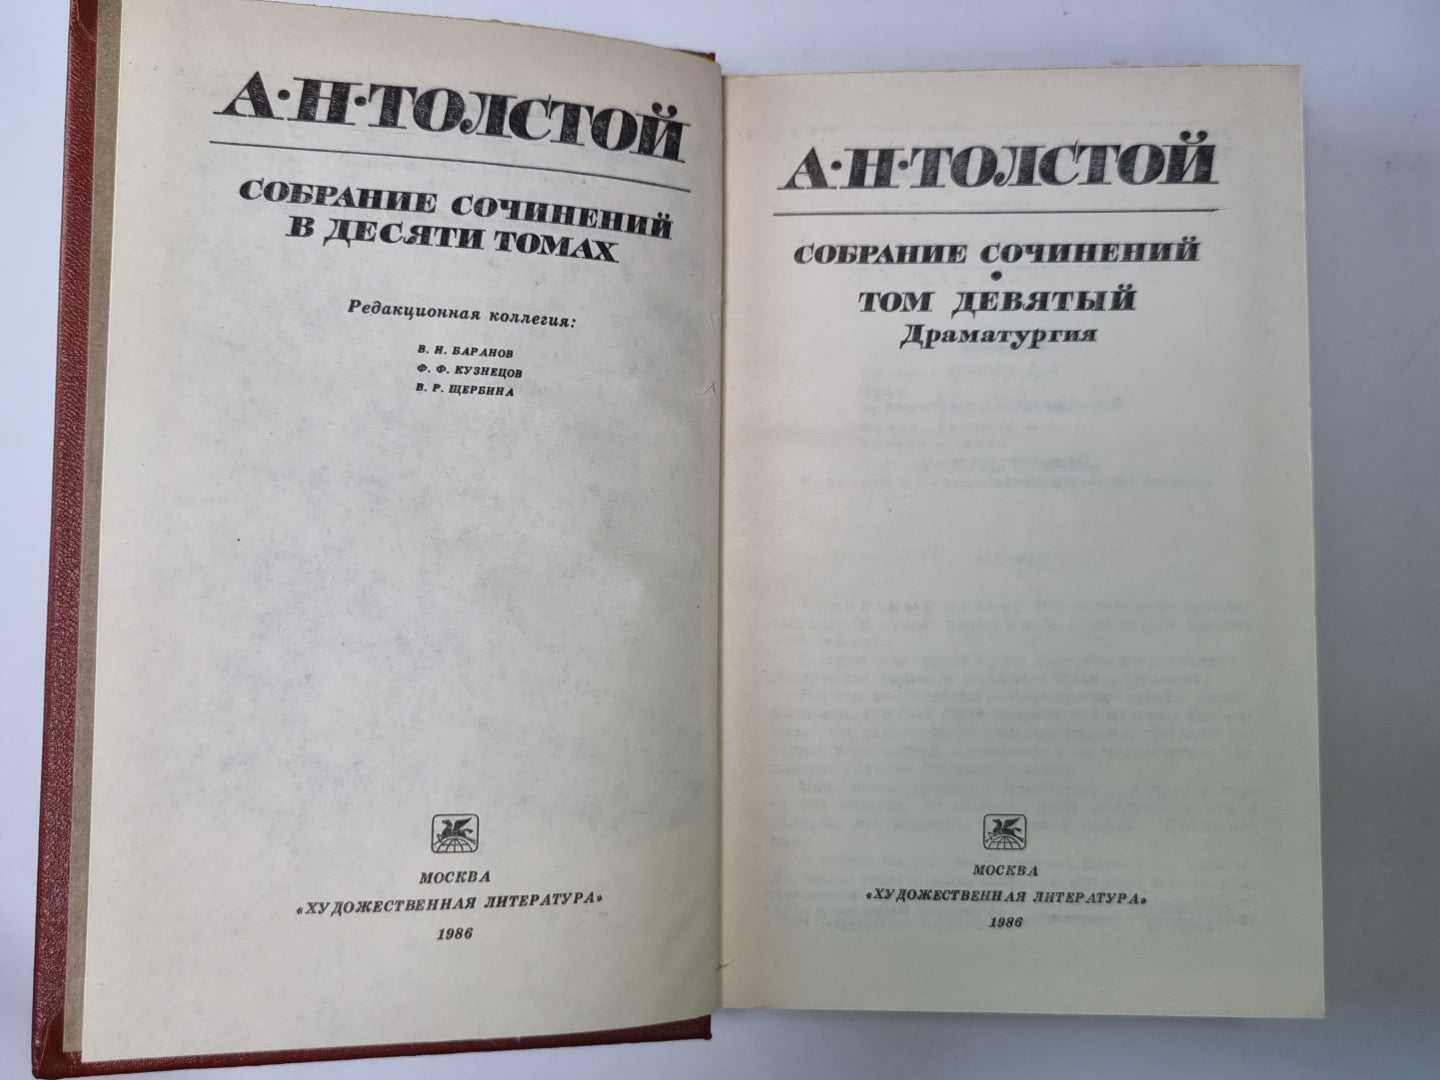 А·Н·ТОЛСТОЙ
СОБРАНИЕ СОЧИНЕНИЙ
В ДЕСЯТИ ТОМАХ
Редакционная коллегия:
В. И. БАРАНОВ
Ф. Ф. КУЗНЕЦОВ
В. Р. ЩЕРБИНА
МОСКВА
«ХУДОЖЕСТВЕННАЯ ЛИТЕРАТУРА»
1986
А·Н·ТОЛСТОЙ
СОБРАНИЕ СОЧИНЕНИЙ
•
ТОМ ДЕВЯТЫЙ
Драматургия
МОСКВА
«ХУДОЖЕСТВЕННАЯ ЛИТЕРАТУРА»
1986